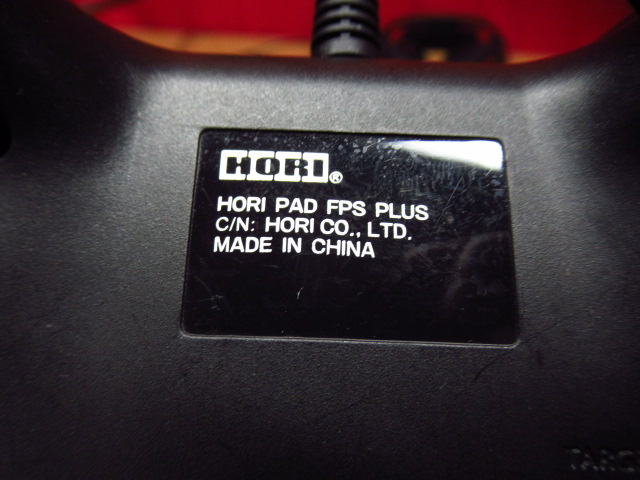 HORI®
HORI PAD FPS PLUS
C/N: HORI CO., LTD.
MADE IN CHINA